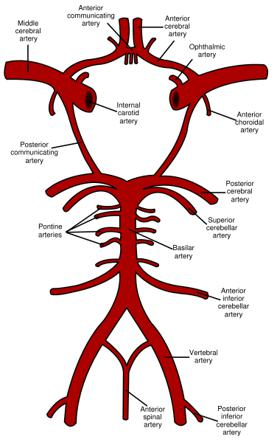 Anterior
communicating
artery
Anterior
cerebral
artery
Middle
cerebral
artery
Ophthalmic
artery
Internal
carotid
artery
Anterior
choroidal
artery
Posterior
communicating
artery
Posterior
cerebral
artery
Superior
cerebellar
artery
Pontine
arteries
Basilar
artery
Anterior
inferior
cerebellar
artery
Vertebral
artery
Anterior
spinal
artery
Posterior
inferior
cerebellar
artery